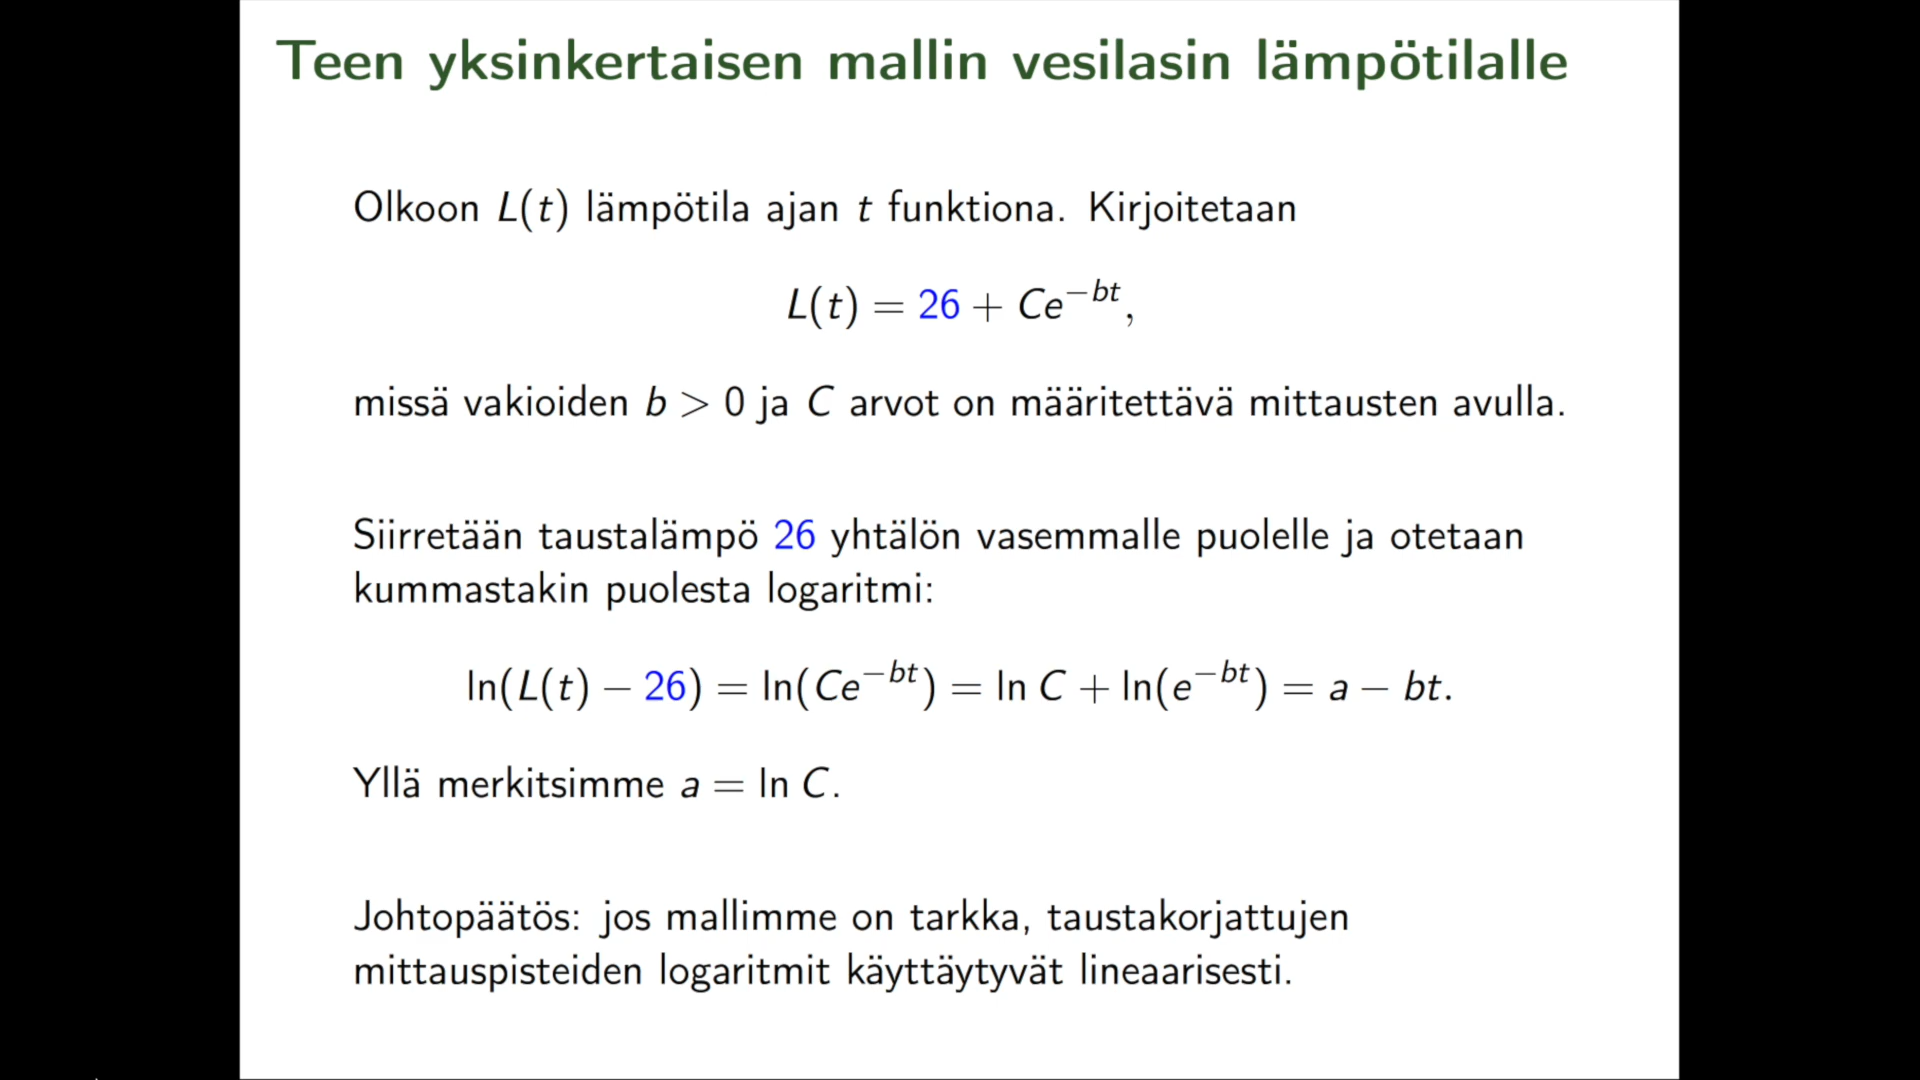 Teen yksinkertaisen mallin vesilasin lämpötilalle
Olkoon L(t) lämpötila ajan t funktiona. Kirjoitetaan
L(t) = 26 + Ce^{−bt},
missä vakioiden b > 0 ja C arvot on määritettävä mittausten avulla.
Siirretään taustalämpö 26 yhtälön vasemmalle puolelle ja otetaan
kummastakin puolesta logaritmi:
ln(L(t) − 26) = ln(Ce^{−bt}) = ln C + ln(e^{−bt}) = a − bt.
Yllä merkitsimme a = ln C.
Johtopäätös: jos mallimme on tarkka, taustakorjattujen
mittauspisteiden logaritmit käyttäytyvät lineaarisesti.